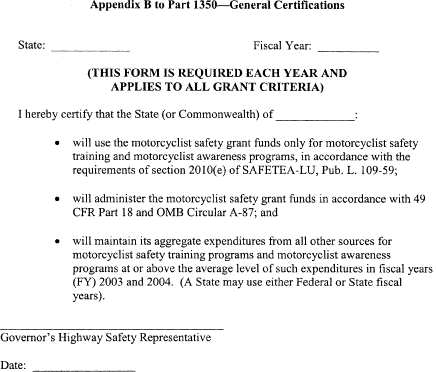 Appendix B to Part 1350—General Certifications
State: ____________ Fiscal Year: __________
(THIS FORM IS REQUIRED EACH YEAR AND
APPLIES TO ALL GRANT CRITERIA)
I hereby certify that the State (or Commonwealth) of ____________:
• will use the motorcyclist safety grant funds only for motorcyclist safety
training and motorcyclist awareness programs, in accordance with the
requirements of section 2010(e) of SAFETEA-LU, Pub. L. 109-59;
• will administer the motorcyclist safety grant funds in accordance with 49
CFR Part 18 and OMB Circular A-87; and
• will maintain its aggregate expenditures from all other sources for
motorcyclist safety training programs and motorcyclist awareness
programs at or above the average level of such expenditures in fiscal years
(FY) 2003 and 2004. (A State may use either Federal or State fiscal
years).
Governor's Highway Safety Representative
Date: ________________